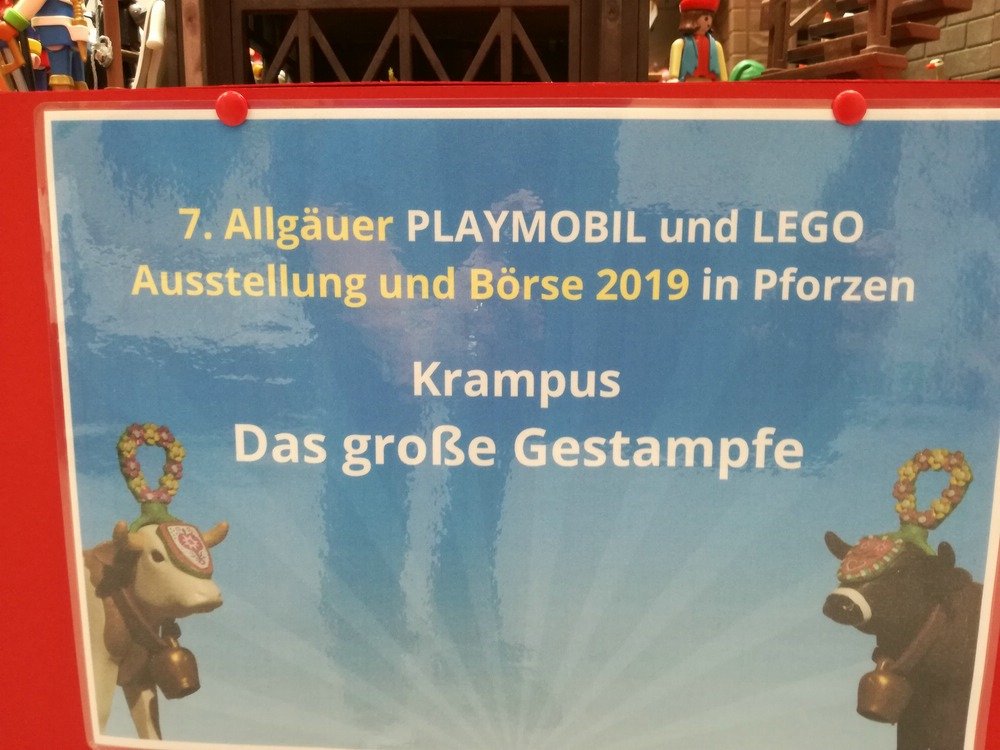 7. Allgäuer PLAYMOBIL und LEGO
Ausstellung und Börse 2019 in Pforzen
Krampus
Das große Gestampfe